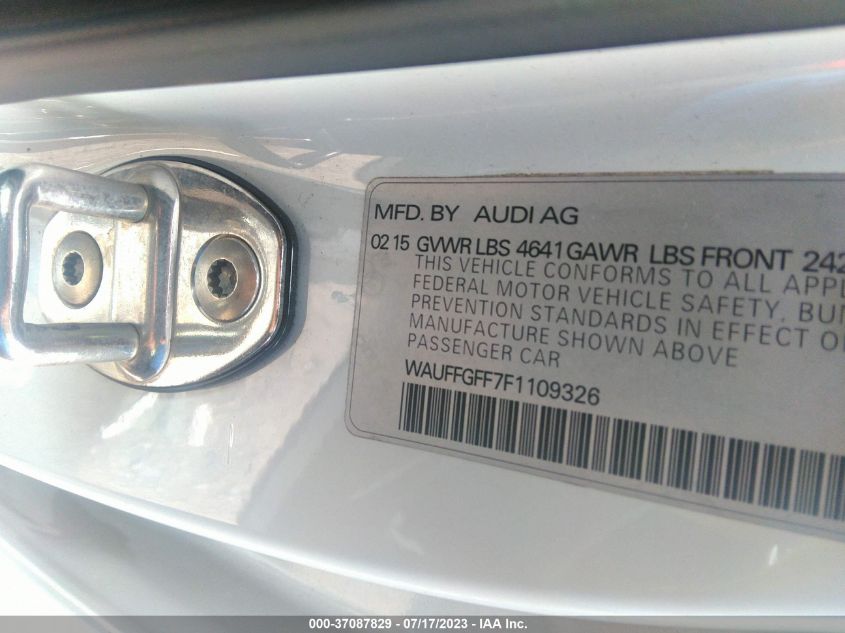 MFD. BY AUDI AG
02 15 GVWR LBS 4641 GAWR LBS FRONT 242
THIS VEHICLE CONFORMS TO ALL APPL
FEDERAL MOTOR VEHICLE SAFETY, BUM
PREVENTION STANDARDS IN EFFECT O
MANUFACTURE SHOWN ABOVE
PASSENGER CAR
WAUFFGFF7F1109326
000-37087829 - 07/17/2023 - IAA Inc.